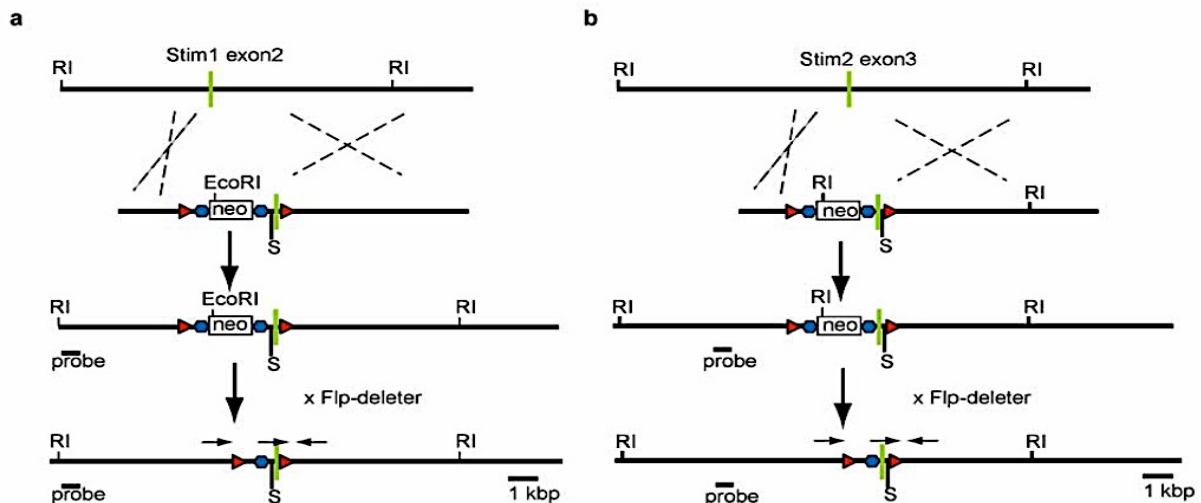 a
Stim1 exon2
RI RI
EcoRI
neo
S
EcoRI
RI RI
neo
probe S
x Flp-deleter
RI RI
probe S 1 kbp
b
Stim2 exon3
RI RI
RI RI
neo
S
RI RI RI
neo
probe S
x Flp-deleter
RI RI
probe S 1 kbp